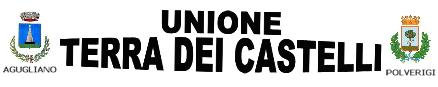 UNIONE
TERRA DEI CASTELLI
AGUGLIANO
POLVERIGI